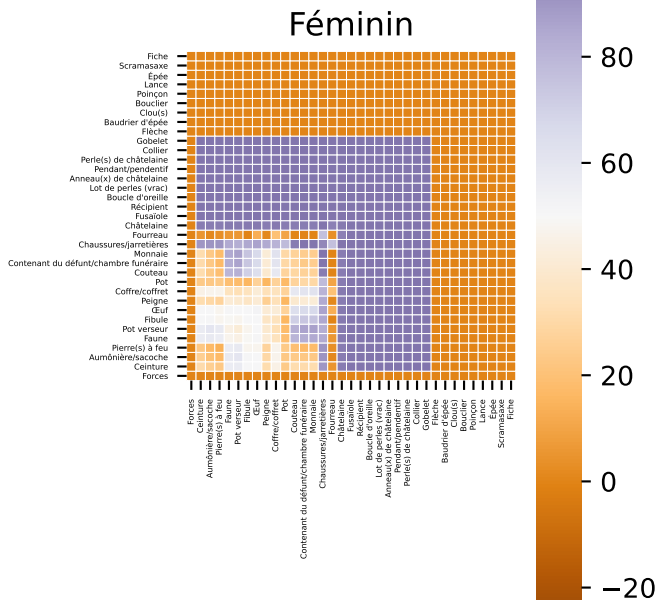 Féminin
Fiche
Scramasaxe
Épée
Lance
Poinçon
Bouclier
Clou(s)
Baudrier d'épée
Flèche
Gobelet
Collier
Perle(s) de châtelaine
Pendant/pendentif
Anneau(x) de châtelaine
Lot de perles (vrac)
Boucle d'oreille
Récipient
Fusaïole
Châtelaine
Fourreau
Chaussures/jarretières
Monnaie
Contenant du défunt/chambre funéraire
Couteau
Pot
Coffre/coffret
Peigne
Œuf
Fibule
Pot verseur
Faune
Pierre(s) à feu
Aumônière/sacoche
Ceinture
Forces
Forces
Ceinture
Aumônière/sacoche
Pierre(s) à feu
Faune
Pot verseur
Fibule
Œuf
Peigne
Coffre/coffret
Pot
Couteau
Contenant du défunt/chambre funéraire
Monnaie
Chaussures/jarretières
Fourreau
Châtelaine
Fusaïole
Récipient
Boucle d'oreille
Lot de perles (vrac)
Anneau(x) de châtelaine
Pendant/pendentif
Perle(s) de châtelaine
Collier
Gobelet
Flèche
Baudrier d'épée
Clou(s)
Bouclier
Poinçon
Lance
Épée
Scramasaxe
Fiche
80
60
40
20
0
−20